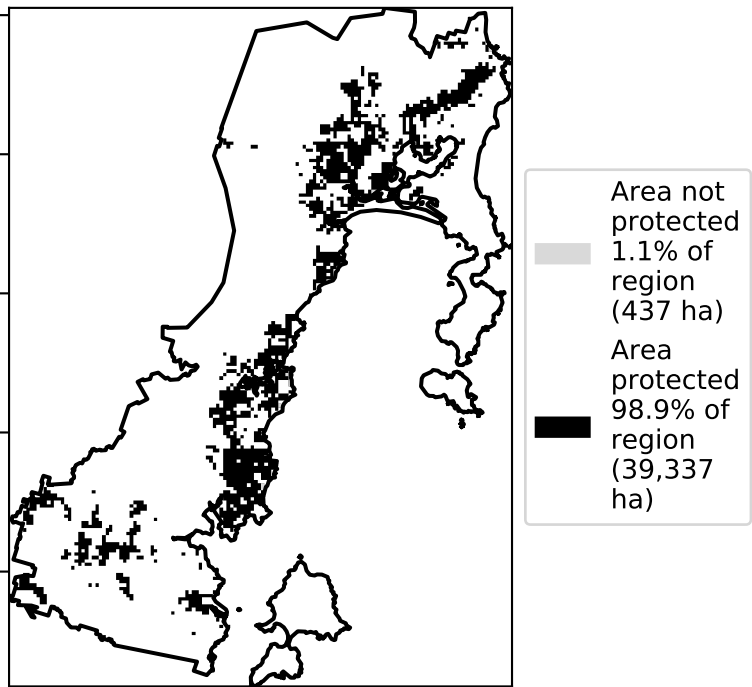 Area not
protected
1.1% of
region
(437 ha)
Area
protected
98.9% of
region
(39,337
ha)